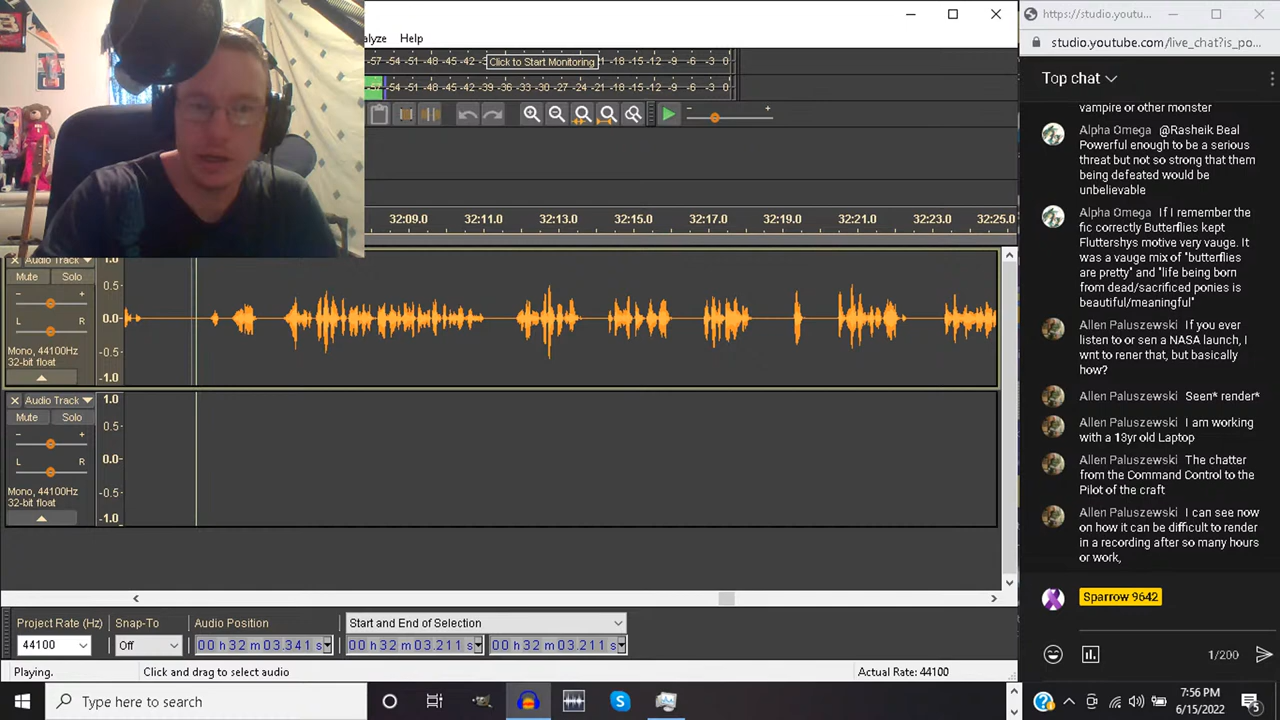 https://studio.youtu...
alyze Help
studio.youtube.com/live_chat?is_po...
-57 -54 -51 -48 -45 -42 Click to Start Monitoring 1 -18 -15 -12 -9 -6 -3 0
-54 -51 -48 -45 -42 -39 -36 -33 -30 -27 -24 -21 -18 -15 -12 -9 -6 -3 0
Top chat
32:09.0 32:11.0 32:13.0 32:15.0 32:17.0 32:19.0 32:21.0 32:23.0 32:25.0
Audio Track
Mute Solo
- +
L R
Mono, 44100Hz
32-bit float
1.0
0.5
0.0
-0.5
-1.0
Audio Track
Mute Solo
- +
L R
Mono, 44100Hz
32-bit float
1.0
0.5
0.0
-0.5
-1.0
Project Rate (Hz) Snap-To Audio Position Start and End of Selection
44100 Off 00 h 32 m 03.341 s 00 h 32 m 03.211 s 00 h 32 m 03.211 s
Playing. Click and drag to select audio Actual Rate: 44100
vampire or other monster
Alpha Omega @Rasheik Beal
Powerful enough to be a serious
threat but not so strong that them
being defeated would be
unbelievable
Alpha Omega If I remember the
fic correctly Butterflies kept
Fluttershys motive very vauge. It
was a vauge mix of "butterflies
are pretty" and "life being born
from dead/sacrificed ponies is
beautiful/meaningful"
Allen Paluszewski If you ever
listen to or sen a NASA launch, I
wnt to rener that, but basically
how?
Allen Paluszewski Seen* render*
Allen Paluszewski I am working
with a 13yr old Laptop
Allen Paluszewski The chatter
from the Command Control to the
Pilot of the craft
Allen Paluszewski I can see now
on how it can be difficult to render
in a recording after so many hours
or work,
Sparrow 9642
1/200
Type here to search
7:56 PM
6/15/2022
5